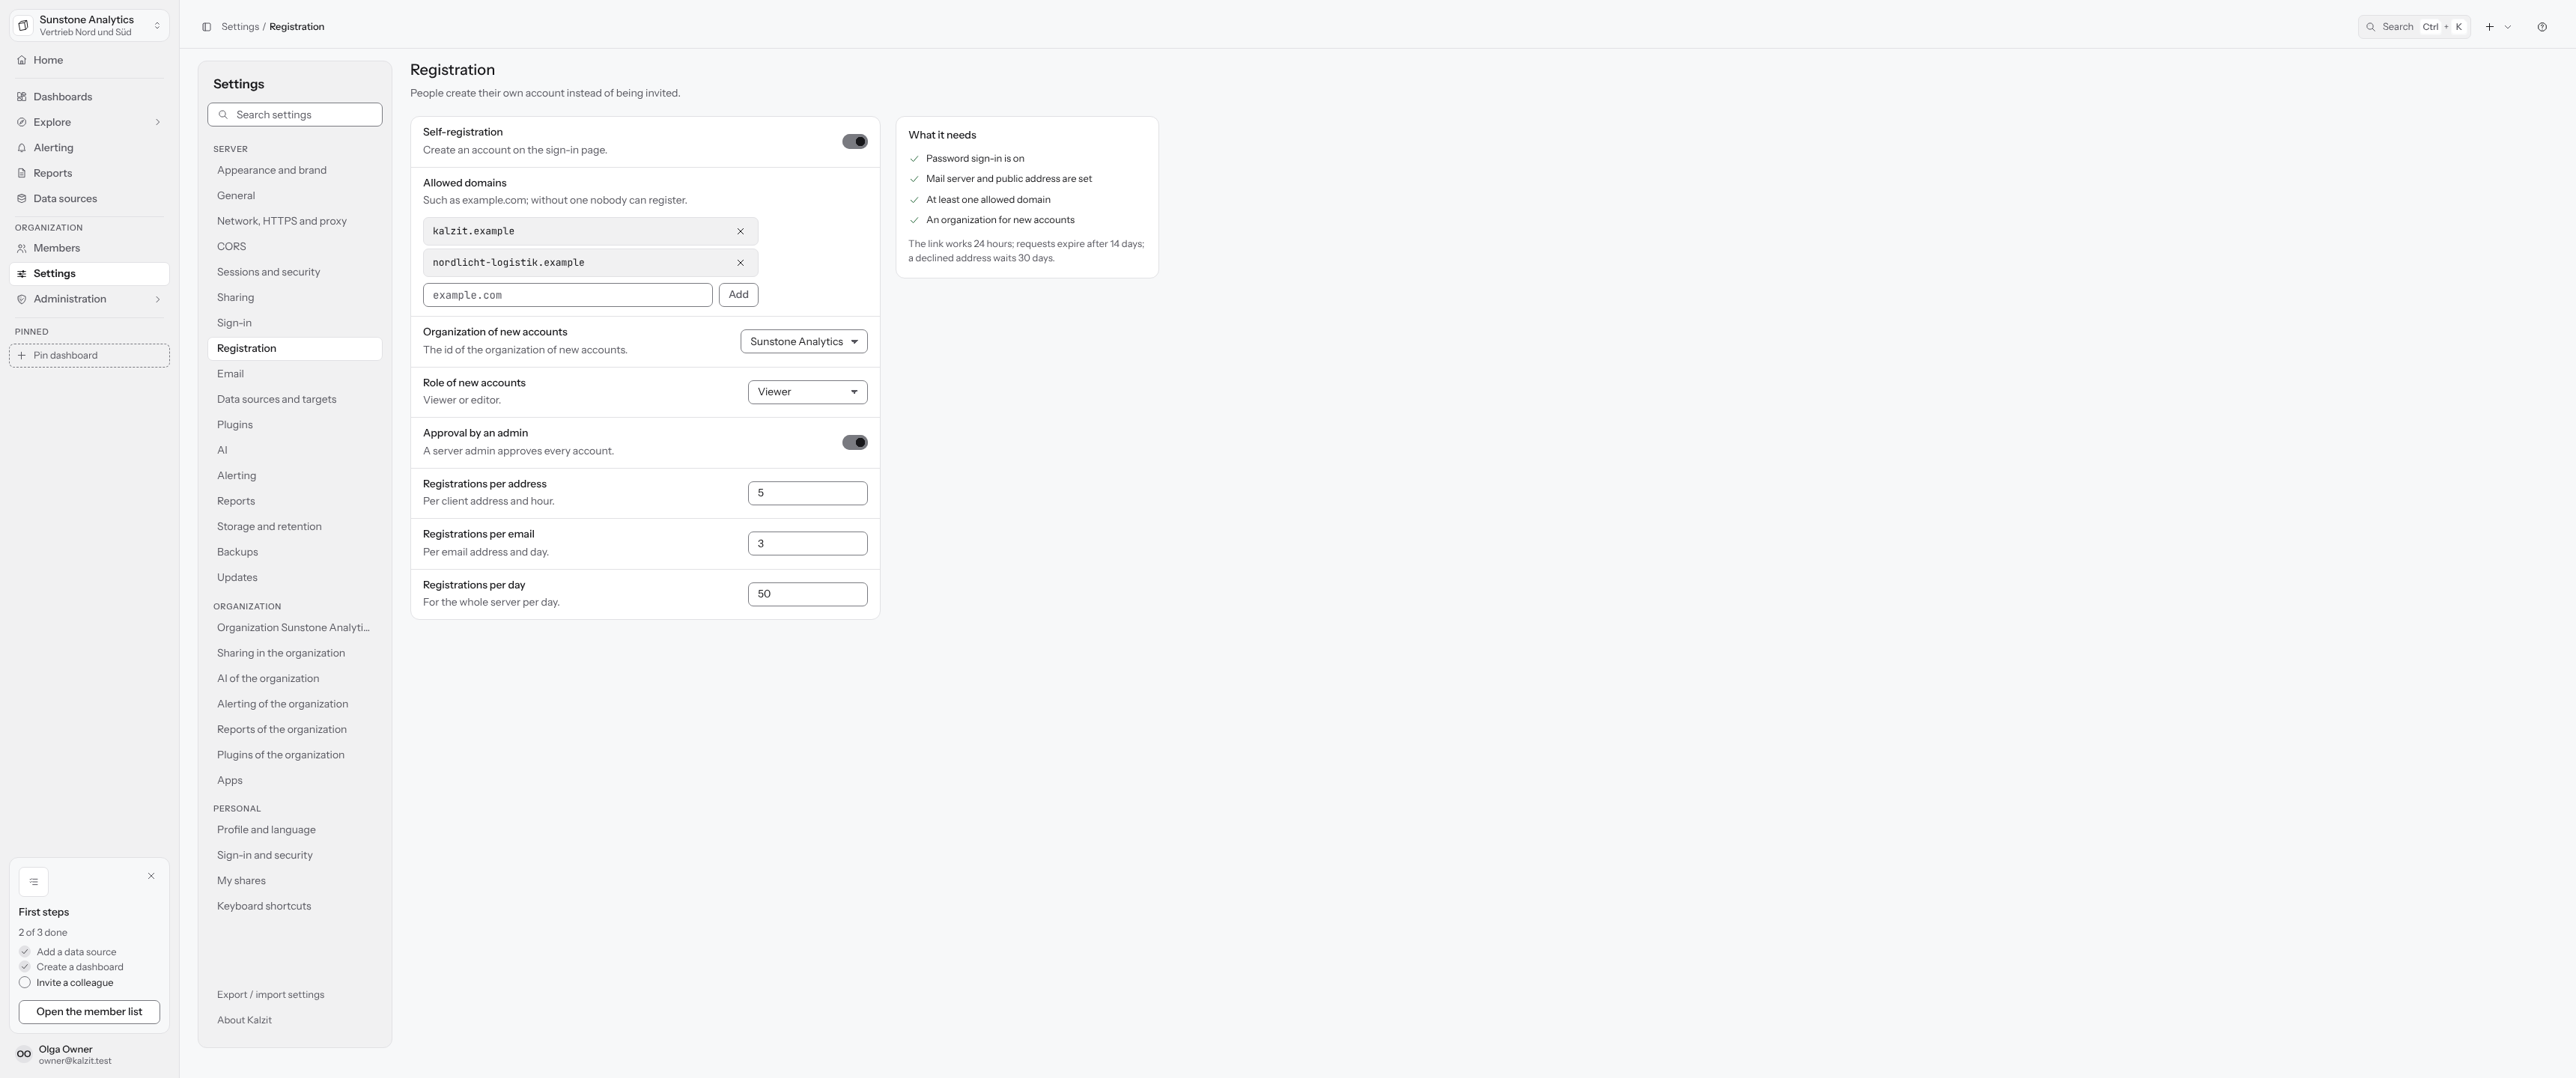 Sunstone Analytics
Vertrieb Nord und Süd
Home
Dashboards
Explore
Alerting
Reports
Data sources
ORGANIZATION
Members
Settings
Administration
PINNED
Pin dashboard
First steps
2 of 3 done
Add a data source
Create a dashboard
Invite a colleague
Open the member list
OO
Olga Owner
owner@kalzit.test
Settings / Registration
Search Ctrl + K
Settings
Search settings
SERVER
Appearance and brand
General
Network, HTTPS and proxy
CORS
Sessions and security
Sharing
Sign-in
Registration
Email
Data sources and targets
Plugins
AI
Alerting
Reports
Storage and retention
Backups
Updates
ORGANIZATION
Organization Sunstone Analyti...
Sharing in the organization
AI of the organization
Alerting of the organization
Reports of the organization
Plugins of the organization
Apps
PERSONAL
Profile and language
Sign-in and security
My shares
Keyboard shortcuts
Export / import settings
About Kalzit
Registration
People create their own account instead of being invited.
Self-registration
Create an account on the sign-in page.
Allowed domains
Such as example.com; without one nobody can register.
kalzit.example
nordlicht-logistik.example
example.com
Add
Organization of new accounts
The id of the organization of new accounts.
Sunstone Analytics
Role of new accounts
Viewer or editor.
Viewer
Approval by an admin
A server admin approves every account.
Registrations per address
Per client address and hour.
5
Registrations per email
Per email address and day.
3
Registrations per day
For the whole server per day.
50
What it needs
Password sign-in is on
Mail server and public address are set
At least one allowed domain
An organization for new accounts
The link works 24 hours; requests expire after 14 days;
a declined address waits 30 days.